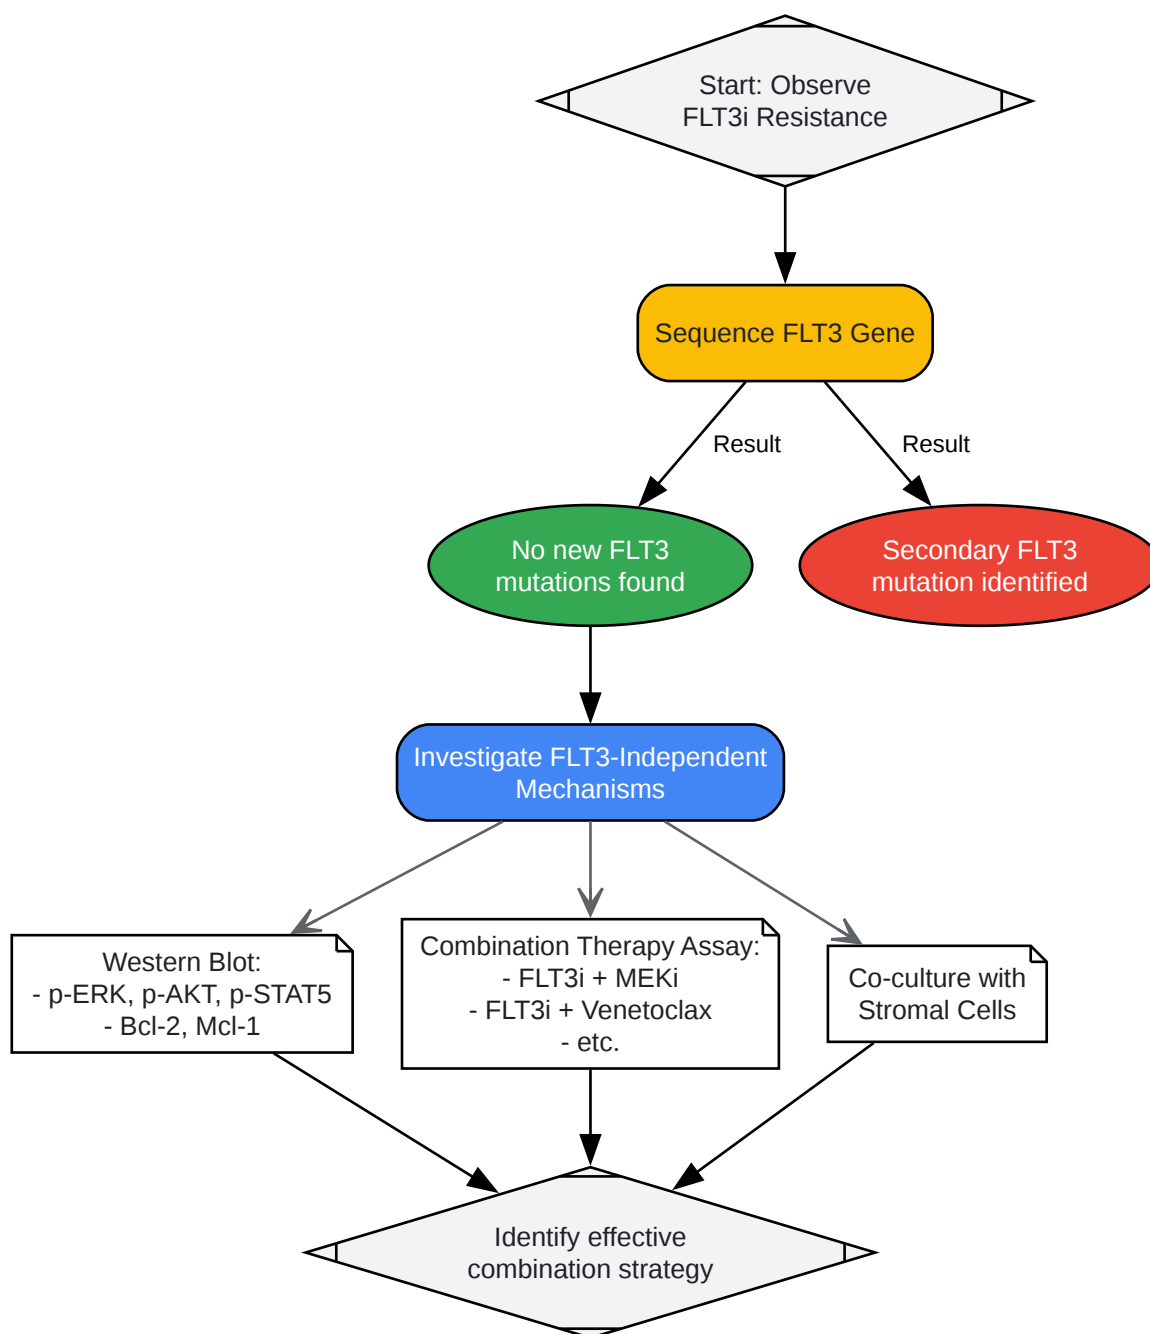 Start: Observe
FLT3i Resistance
Sequence FLT3 Gene
Result
Result
No new FLT3
mutations found
Secondary FLT3
mutation identified
Investigate FLT3-Independent
Mechanisms
Western Blot:
- p-ERK, p-AKT, p-STAT5
- Bcl-2, Mcl-1
Combination Therapy Assay:
- FLT3i + MEKi
- FLT3i + Venetoclax
- etc.
Co-culture with
Stromal Cells
Identify effective
combination strategy